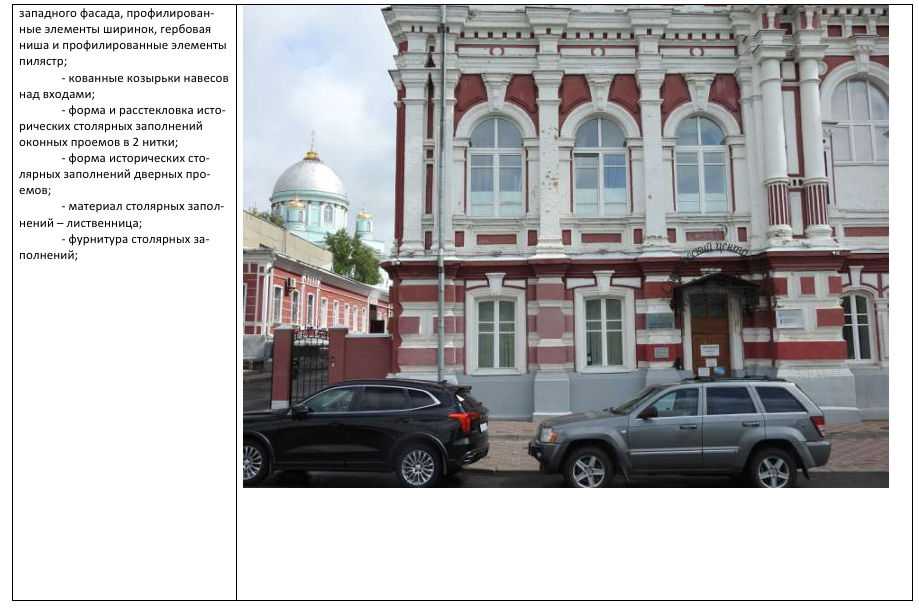 западного фасада, профилирован-
ные элементы ширинок, гербовая
ниша и профилированные элементы
пилястр;
- кованные козырьки навесов
над входами;
- форма и расстекловка исто-
рических столярных заполнений
оконных проемов в 2 нитки;
- форма исторических сто-
лярных заполнений дверных про-
емов;
- материал столярных запол-
нений – лиственница;
- фурнитура столярных за-
полнений;
центр